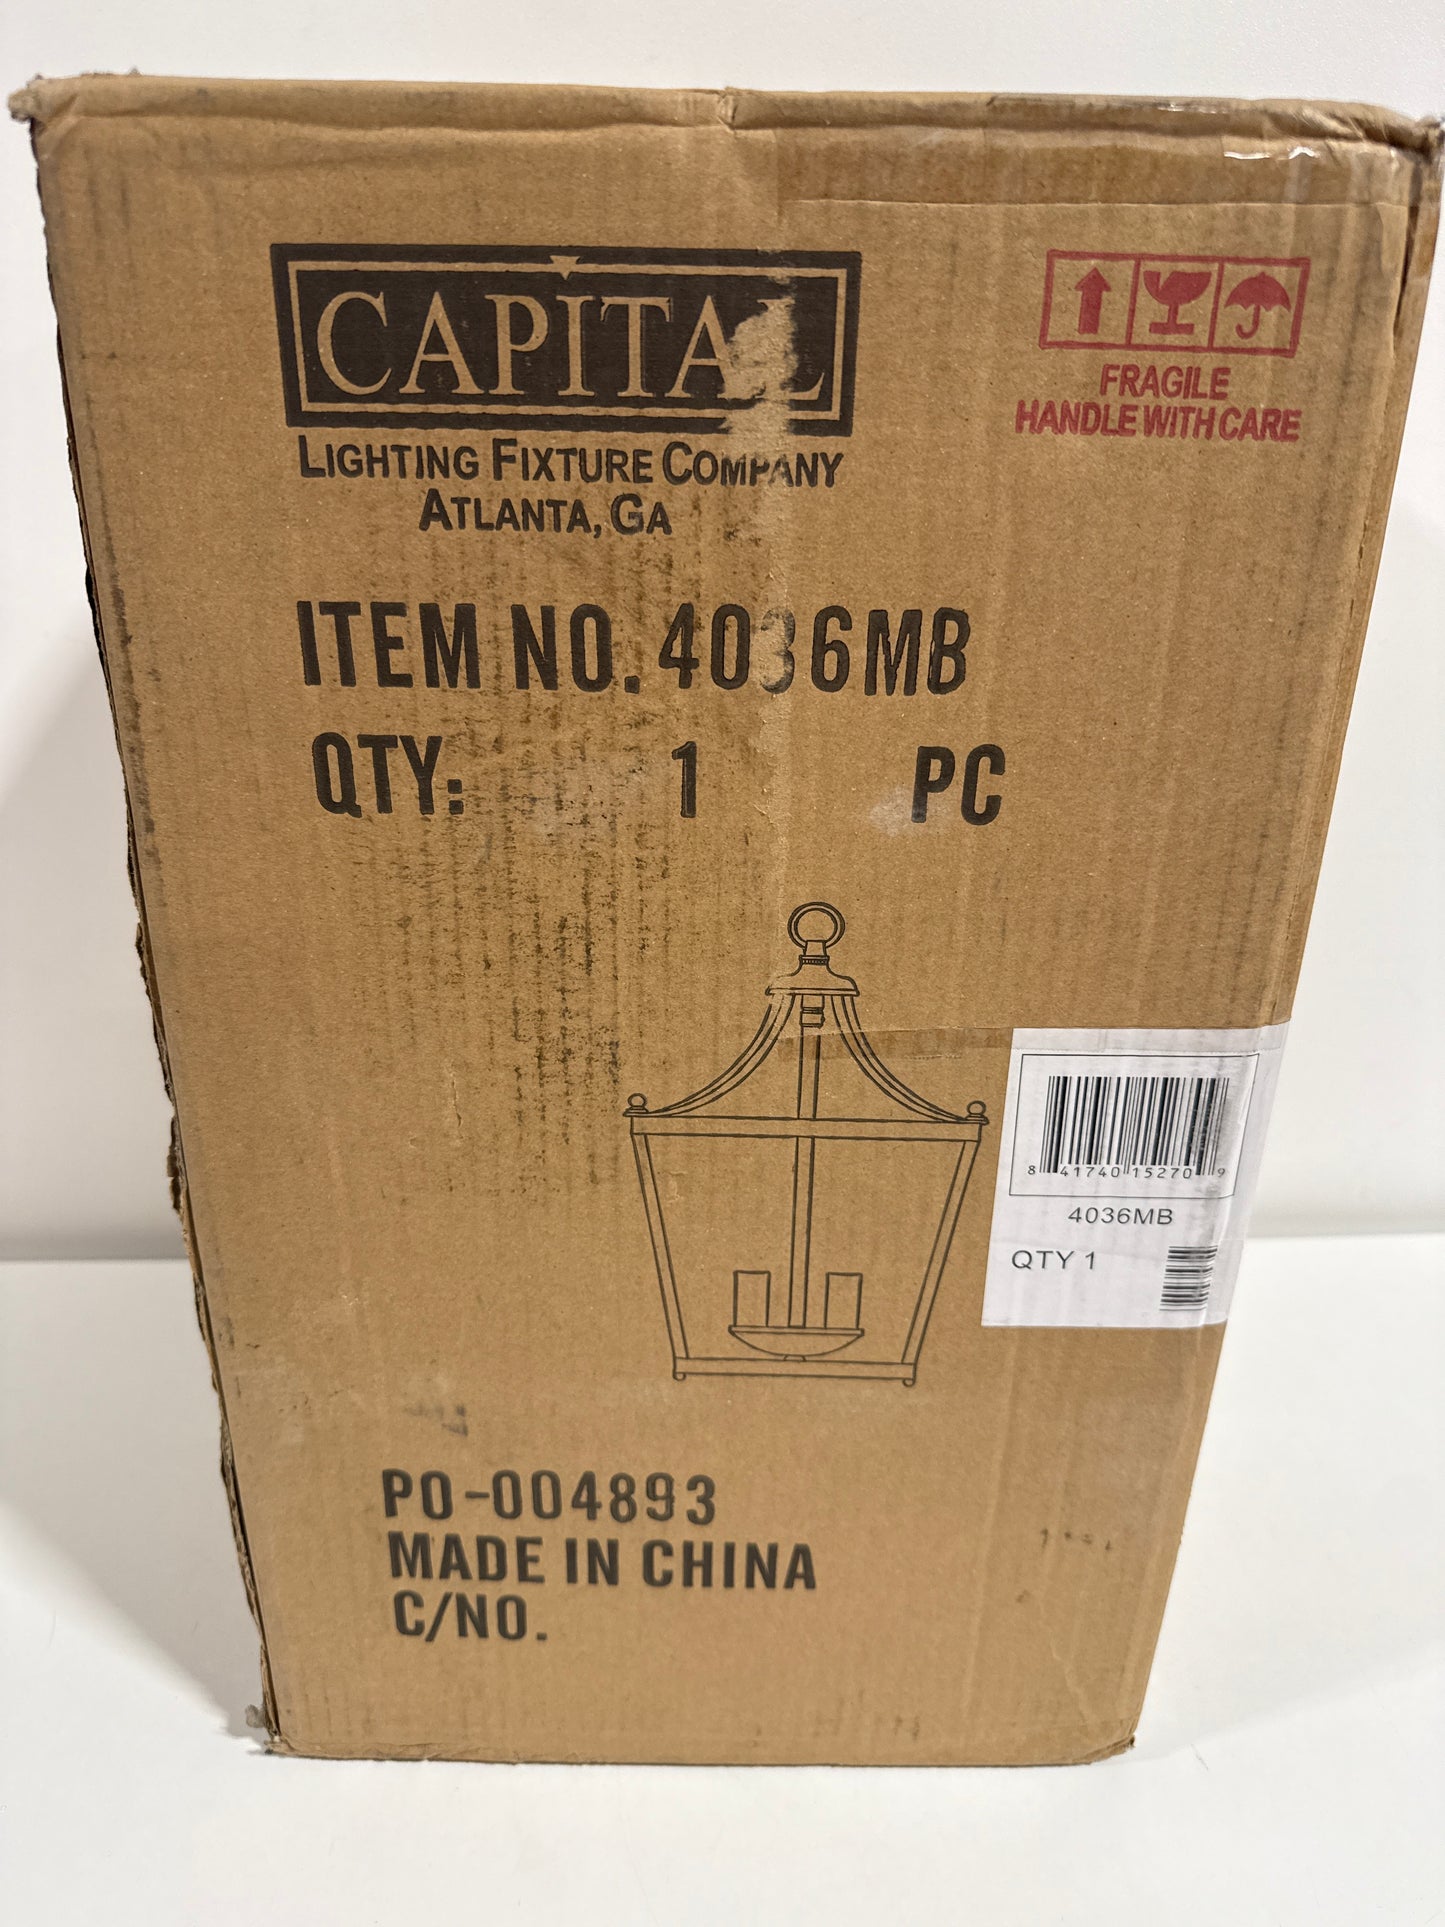 CAPITAL
LIGHTING FIXTURE COMPANY
ATLANTA, GA
FRAGILE
HANDLE WITH CARE
ITEM NO. 4036MB
QTY: 1 PC
8 41740 15270 9
4036MB
QTY 1
PO-004893
MADE IN CHINA
C/NO.